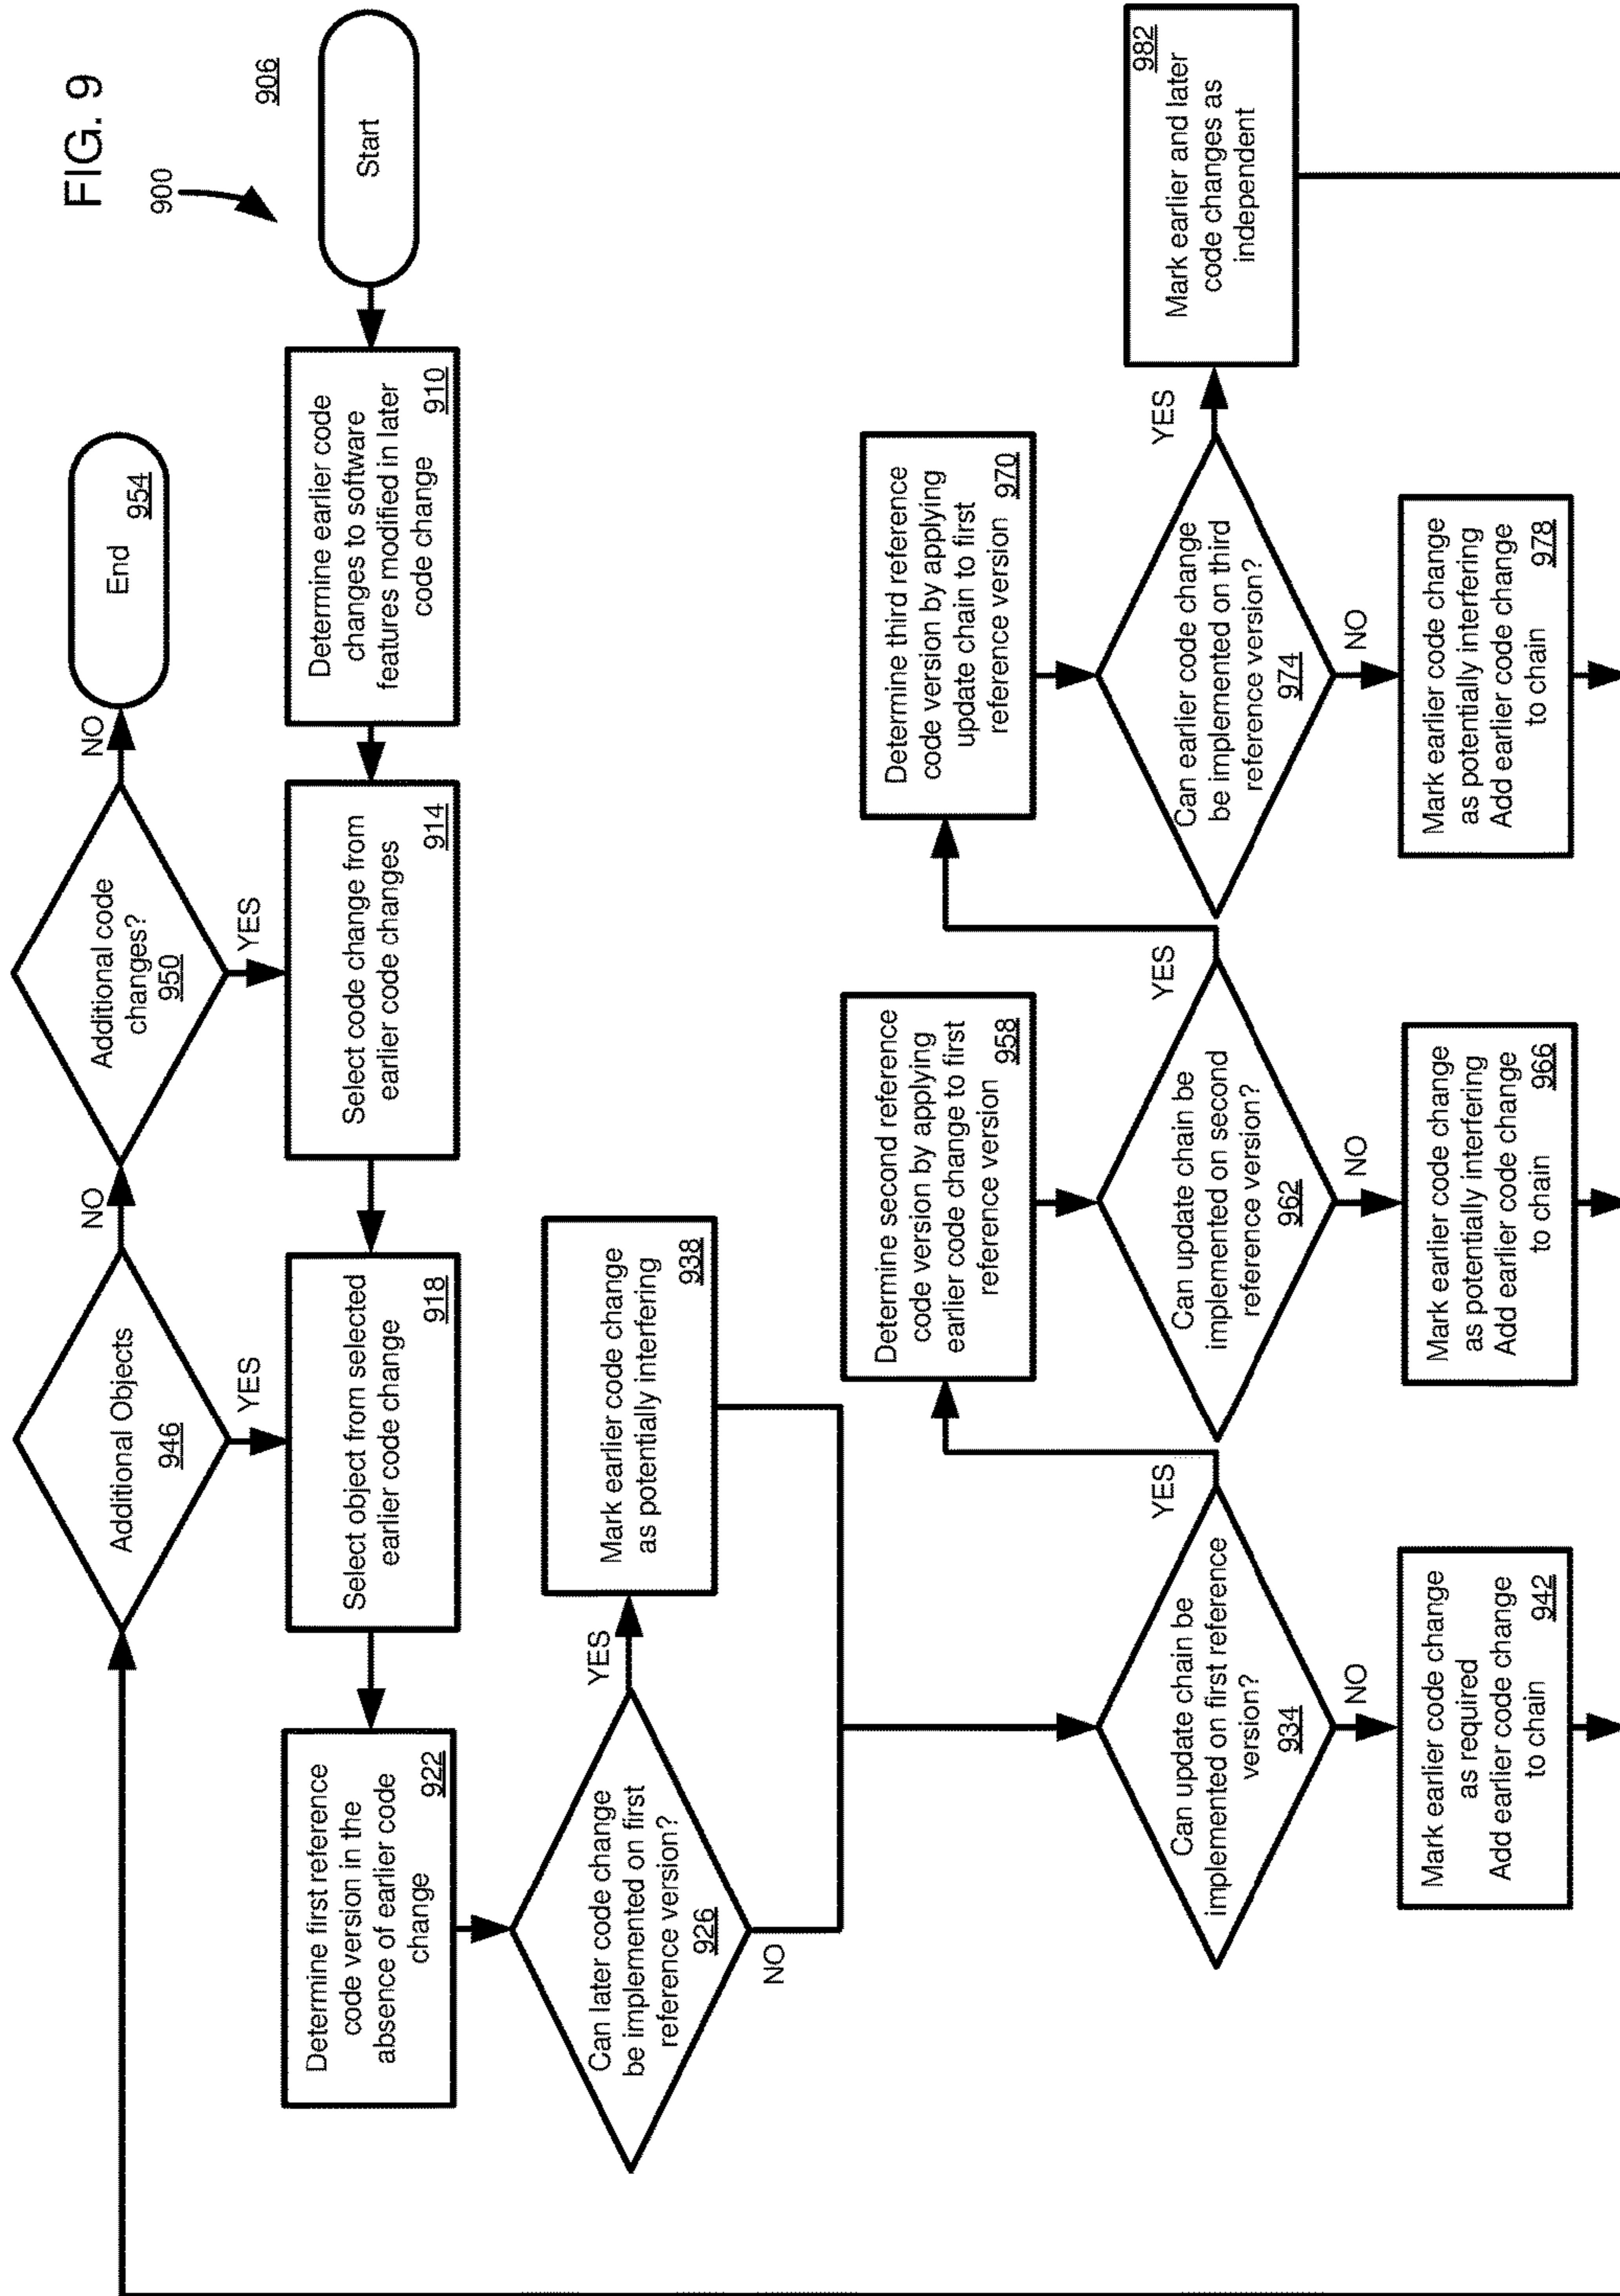 FIG. 9
900
906
Start
Determine earlier code
changes to software
features modified in later
code change
910
Select code change from
earlier code changes
914
Select object from selected
earlier code change
918
Determine first reference
code version in the
absence of earlier code
change
922
Can later code change
be implemented on first
reference version?
926
YES
NO
Mark earlier code change
as potentially interfering
938
Can update chain be
implemented on first reference
version?
934
YES
NO
Mark earlier code change
as required
Add earlier code change
to chain
942
Additional Objects
946
YES
NO
Additional code
changes?
950
YES
NO
End
954
Determine second reference
code version by applying
earlier code change to first
reference version
958
Can update chain be
implemented on second
reference version?
962
YES
NO
Mark earlier code change
as potentially interfering
Add earlier code change
to chain
966
Determine third reference
code version by applying
update chain to first
reference version
970
Can earlier code change
be implemented on third
reference version?
974
YES
NO
Mark earlier code change
as potentially interfering
Add earlier code change
to chain
978
982
Mark earlier and later
code changes as
independent